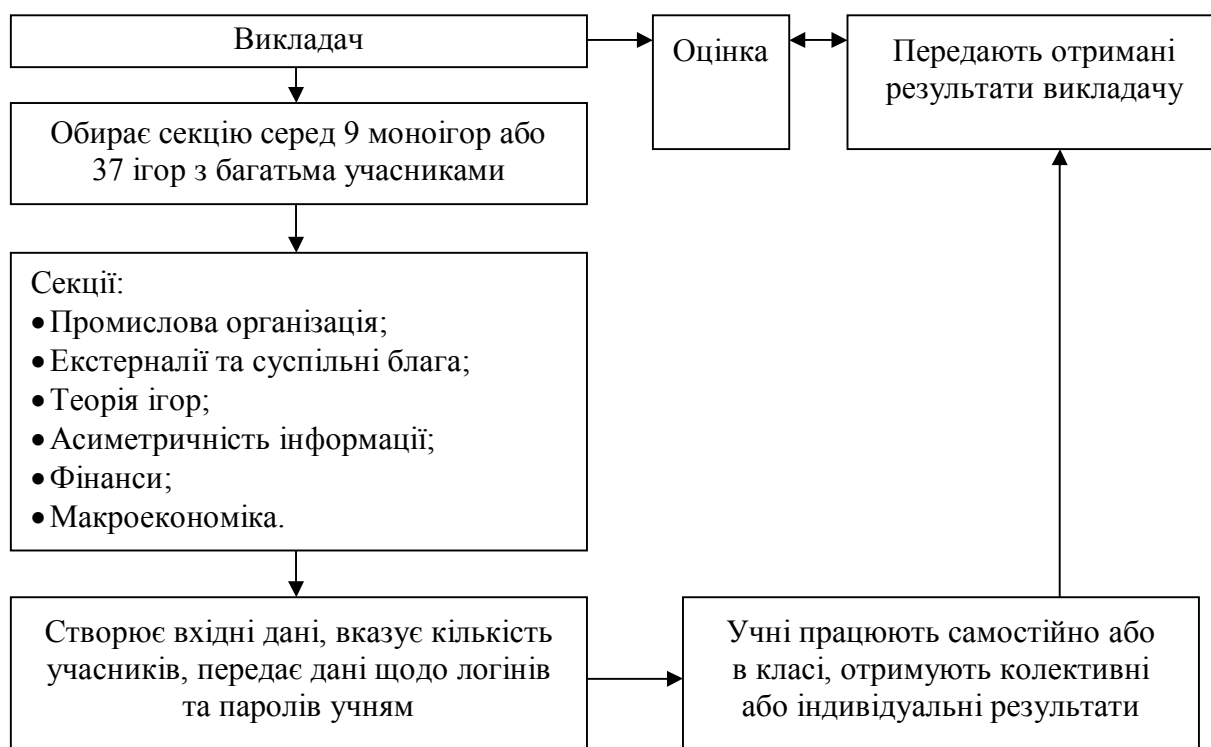 Викладач
Оцінка
Передають отримані
результати викладачу
Обирає секцію серед 9 моноігор або
37 ігор з багатьма учасниками
Секції:
• Промислова організація;
• Екстерналії та суспільні блага;
• Теорія ігор;
• Асиметричність інформації;
• Фінанси;
• Макроекономіка.
Створює вхідні дані, вказує кількість
учасників, передає дані щодо логінів
та паролів учням
Учні працюють самостійно або
в класі, отримують колективні
або індивідуальні результати